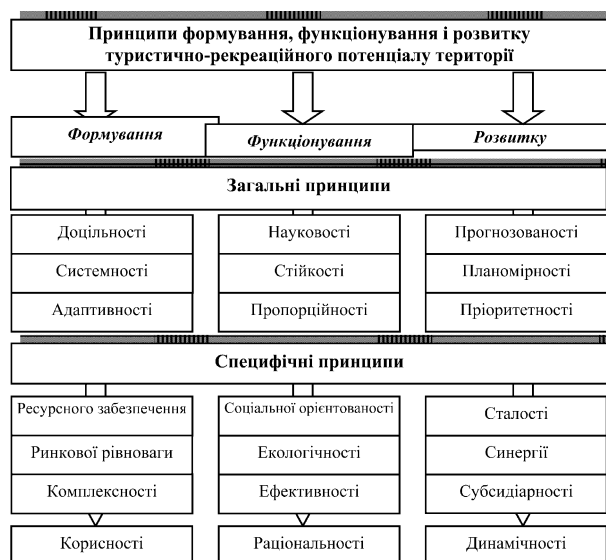 Принципи формування, функціонування і розвитку
туристично-рекреаційного потенціалу території
Формування
Функціонування
Розвитку
Загальні принципи
Доцільності
Науковості
Прогнозованості
Системності
Стійкості
Планомірності
Адаптивності
Пропорційності
Пріоритетності
Специфічні принципи
Ресурсного забезпечення
Соціальної орієнтованості
Сталості
Ринкової рівноваги
Екологічності
Синергії
Комплексності
Ефективності
Субсидіарності
Корисності
Раціональності
Динамічності